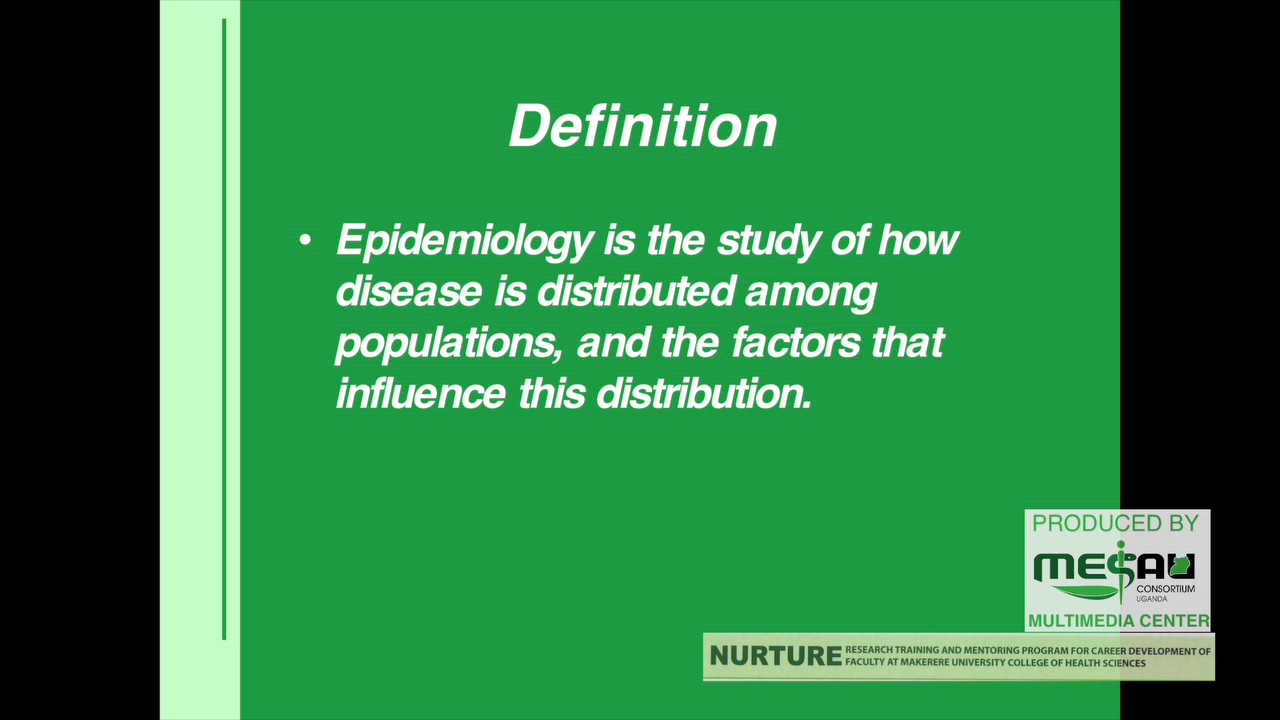 Definition
• Epidemiology is the study of how
disease is distributed among
populations, and the factors that
influence this distribution.
PRODUCED BY
MESAU
CONSORTIUM
UGANDA
MULTIMEDIA CENTER
NURTURE RESEARCH TRAINING AND MENTORING PROGRAM FOR CAREER DEVELOPMENT OF
FACULTY AT MAKERERE UNIVERSITY COLLEGE OF HEALTH SCIENCES